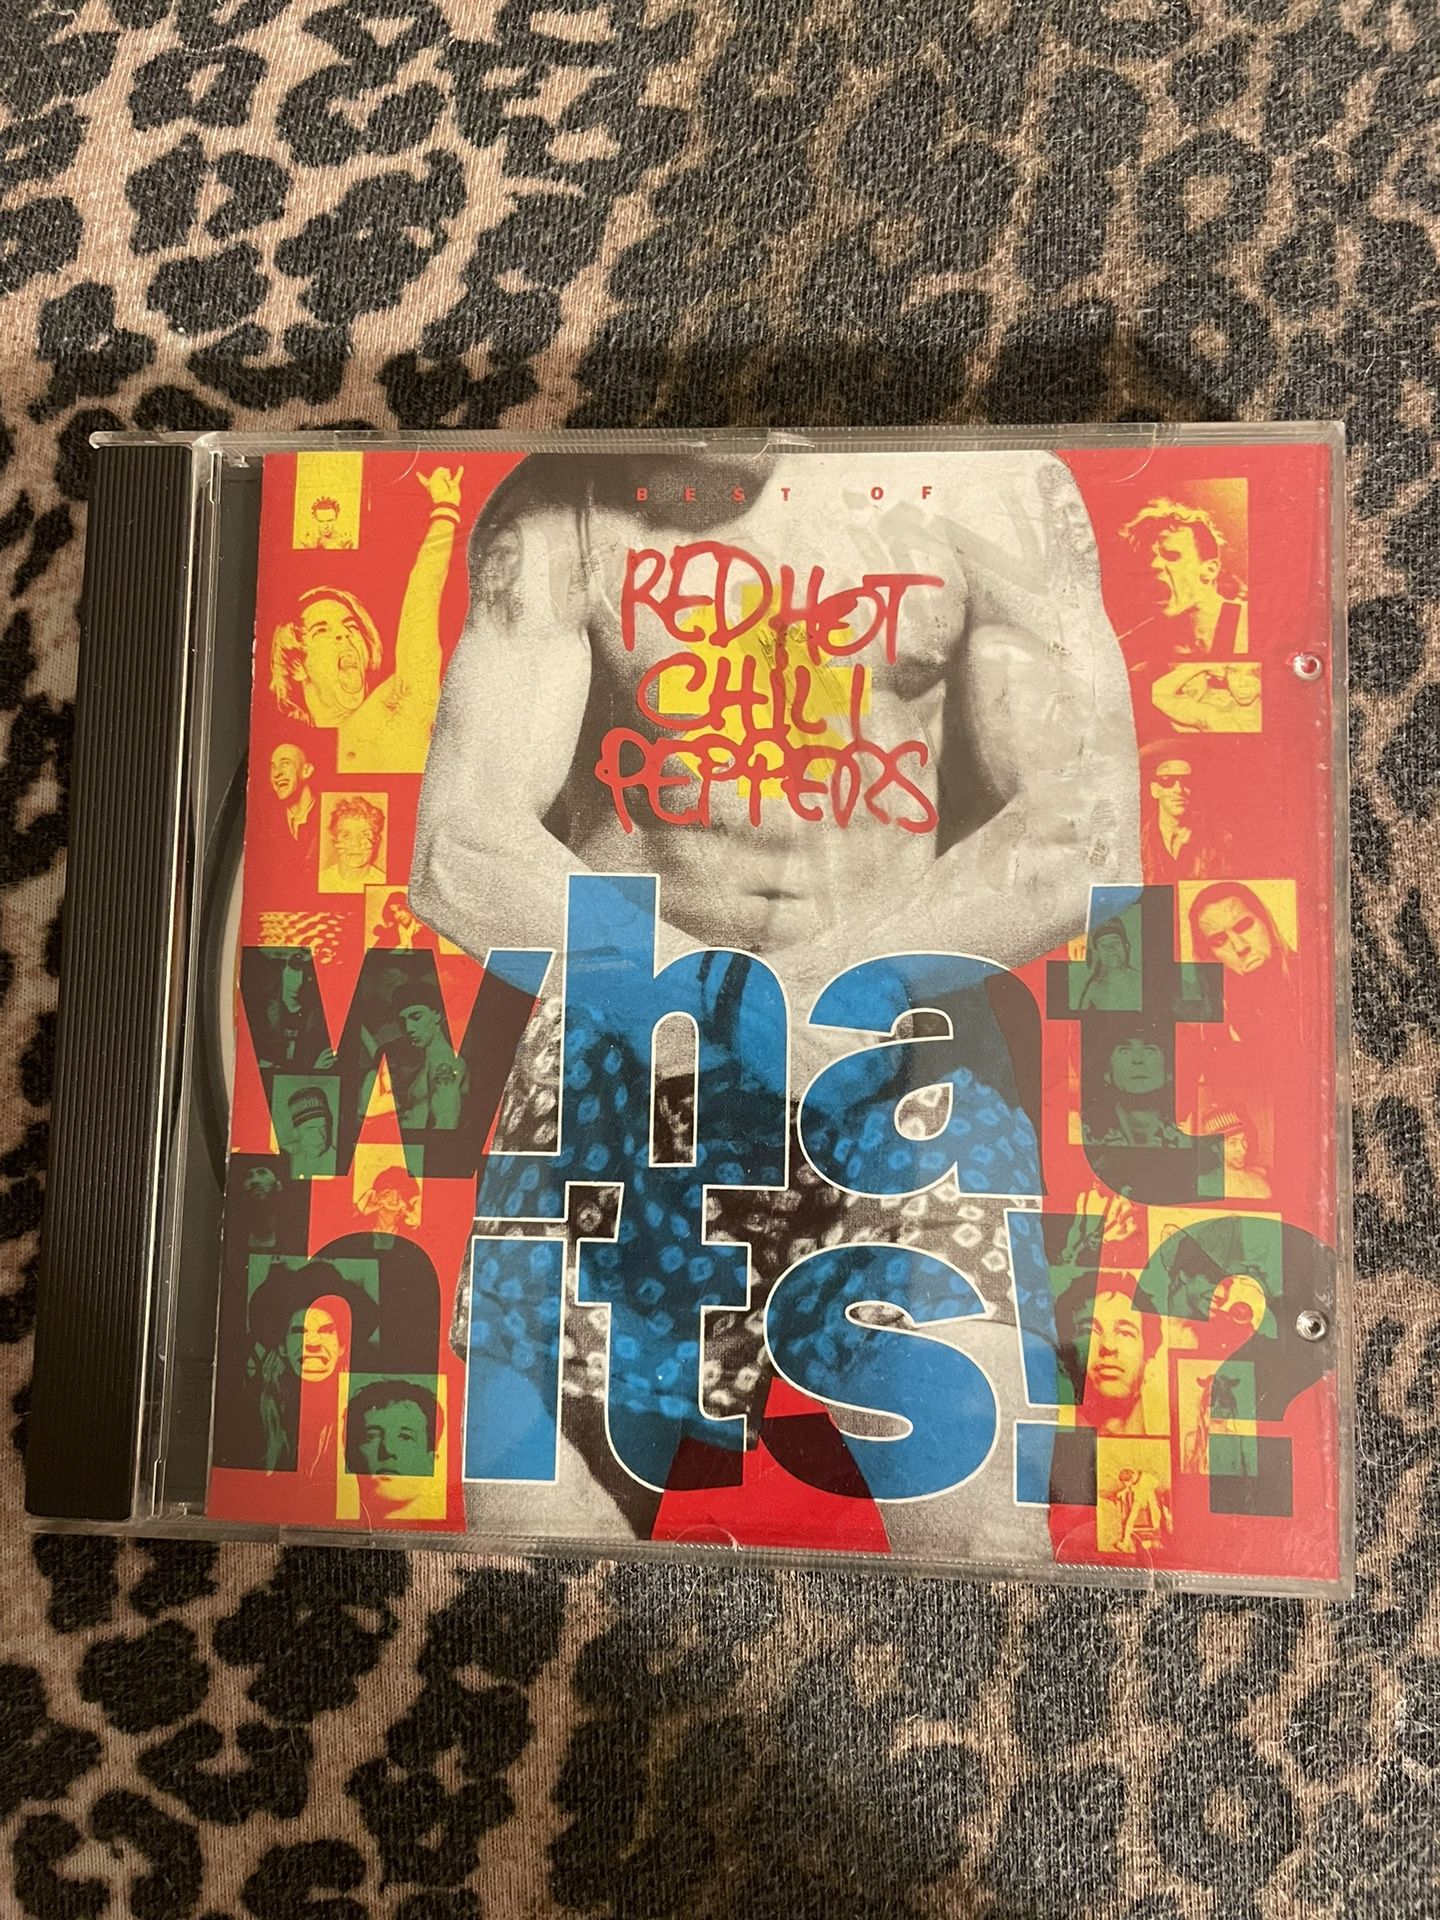 BEST OF
RED HOT
CHILI
PEPPERS
what
hits!?